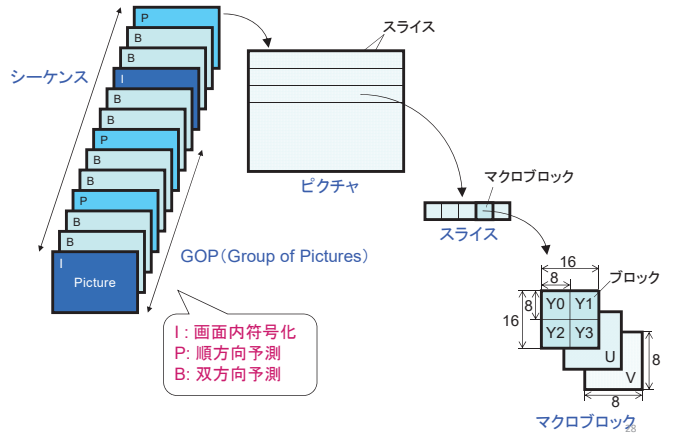 シーケンス
P
B
B
I
B
B
P
B
B
P
B
B
I
Picture
GOP(Group of Pictures)
I : 画面内符号化
P: 順方向予測
B: 双方向予測
スライス
ピクチャ
マクロブロック
スライス
16
8
ブロック
8
16
Y0 Y1
Y2 Y3
U
V
8
8
マクロブロック
28